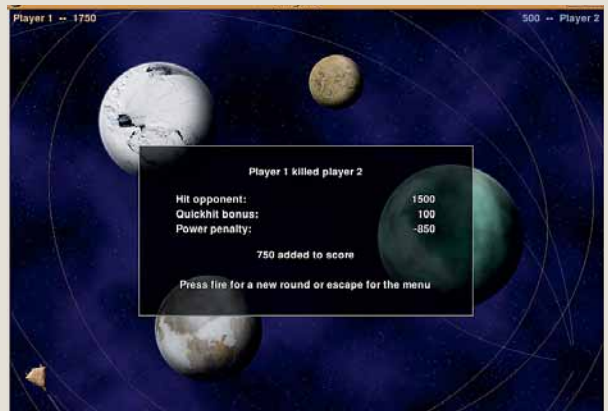 Player 1 -- 1750
500 -- Player 2
Player 1 killed player 2
Hit opponent: 1500
Quickhit bonus: 100
Power penalty: -850
750 added to score
Press fire for a new round or escape for the menu